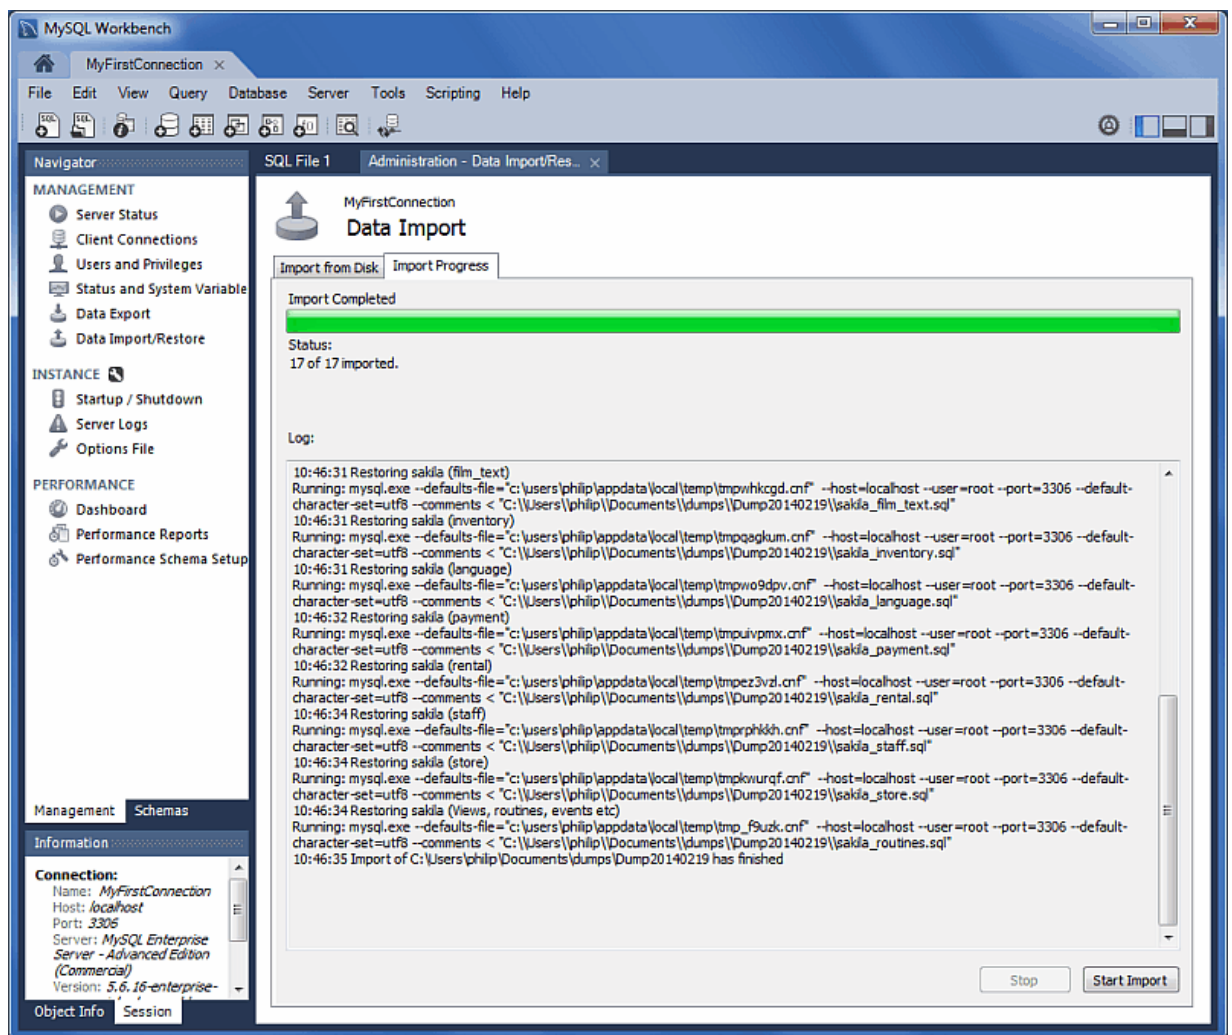 MySQL Workbench
MyFirstConnection
File Edit View Query Database Server Tools Scripting Help
Navigator
MANAGEMENT
Server Status
Client Connections
Users and Privileges
Status and System Variable
Data Export
Data Import/Restore
INSTANCE
Startup / Shutdown
Server Logs
Options File
PERFORMANCE
Dashboard
Performance Reports
Performance Schema Setup
Management Schemas
Information
Connection:
Name: MyFirstConnection
Host: localhost
Port: 3306
Server: MySQL Enterprise
Server - Advanced Edition
(Commercial)
Version: 5.6.16-enterprise-
Object Info Session
SQL File 1 Administration - Data Import/Res...
MyFirstConnection
Data Import
Import from Disk Import Progress
Import Completed
Status:
17 of 17 imported.
Log:
10:46:31 Restoring sakila (film_text)
Running: mysql.exe --defaults-file="c:\users\philip\appdata\local\temp\tmpwhkcgd.cnf" --host=localhost --user=root --port=3306 --default-
character-set=utf8 --comments < "C:\\Users\\philip\\Documents\\dumps\\Dump20140219\\sakila_film_text.sql"
10:46:31 Restoring sakila (inventory)
Running: mysql.exe --defaults-file="c:\users\philip\appdata\local\temp\tmpqagkum.cnf" --host=localhost --user=root --port=3306 --default-
character-set=utf8 --comments < "C:\\Users\\philip\\Documents\\dumps\\Dump20140219\\sakila_inventory.sql"
10:46:31 Restoring sakila (language)
Running: mysql.exe --defaults-file="c:\users\philip\appdata\local\temp\tmpwo9dpv.cnf" --host=localhost --user=root --port=3306 --default-
character-set=utf8 --comments < "C:\\Users\\philip\\Documents\\dumps\\Dump20140219\\sakila_language.sql"
10:46:32 Restoring sakila (payment)
Running: mysql.exe --defaults-file="c:\users\philip\appdata\local\temp\tmpuivpmx.cnf" --host=localhost --user=root --port=3306 --default-
character-set=utf8 --comments < "C:\\Users\\philip\\Documents\\dumps\\Dump20140219\\sakila_payment.sql"
10:46:32 Restoring sakila (rental)
Running: mysql.exe --defaults-file="c:\users\philip\appdata\local\temp\tmpez3vzl.cnf" --host=localhost --user=root --port=3306 --default-
character-set=utf8 --comments < "C:\\Users\\philip\\Documents\\dumps\\Dump20140219\\sakila_rental.sql"
10:46:34 Restoring sakila (staff)
Running: mysql.exe --defaults-file="c:\users\philip\appdata\local\temp\tmprphkkh.cnf" --host=localhost --user=root --port=3306 --default-
character-set=utf8 --comments < "C:\\Users\\philip\\Documents\\dumps\\Dump20140219\\sakila_staff.sql"
10:46:34 Restoring sakila (store)
Running: mysql.exe --defaults-file="c:\users\philip\appdata\local\temp\tmpkwurqf.cnf" --host=localhost --user=root --port=3306 --default-
character-set=utf8 --comments < "C:\\Users\\philip\\Documents\\dumps\\Dump20140219\\sakila_store.sql"
10:46:34 Restoring sakila (Views, routines, events etc)
Running: mysql.exe --defaults-file="c:\users\philip\appdata\local\temp\tmp_f9uzk.cnf" --host=localhost --user=root --port=3306 --default-
character-set=utf8 --comments < "C:\\Users\\philip\\Documents\\dumps\\Dump20140219\\sakila_routines.sql"
10:46:35 Import of C:\Users\philip\Documents\dumps\Dump20140219 has finished
Stop Start Import